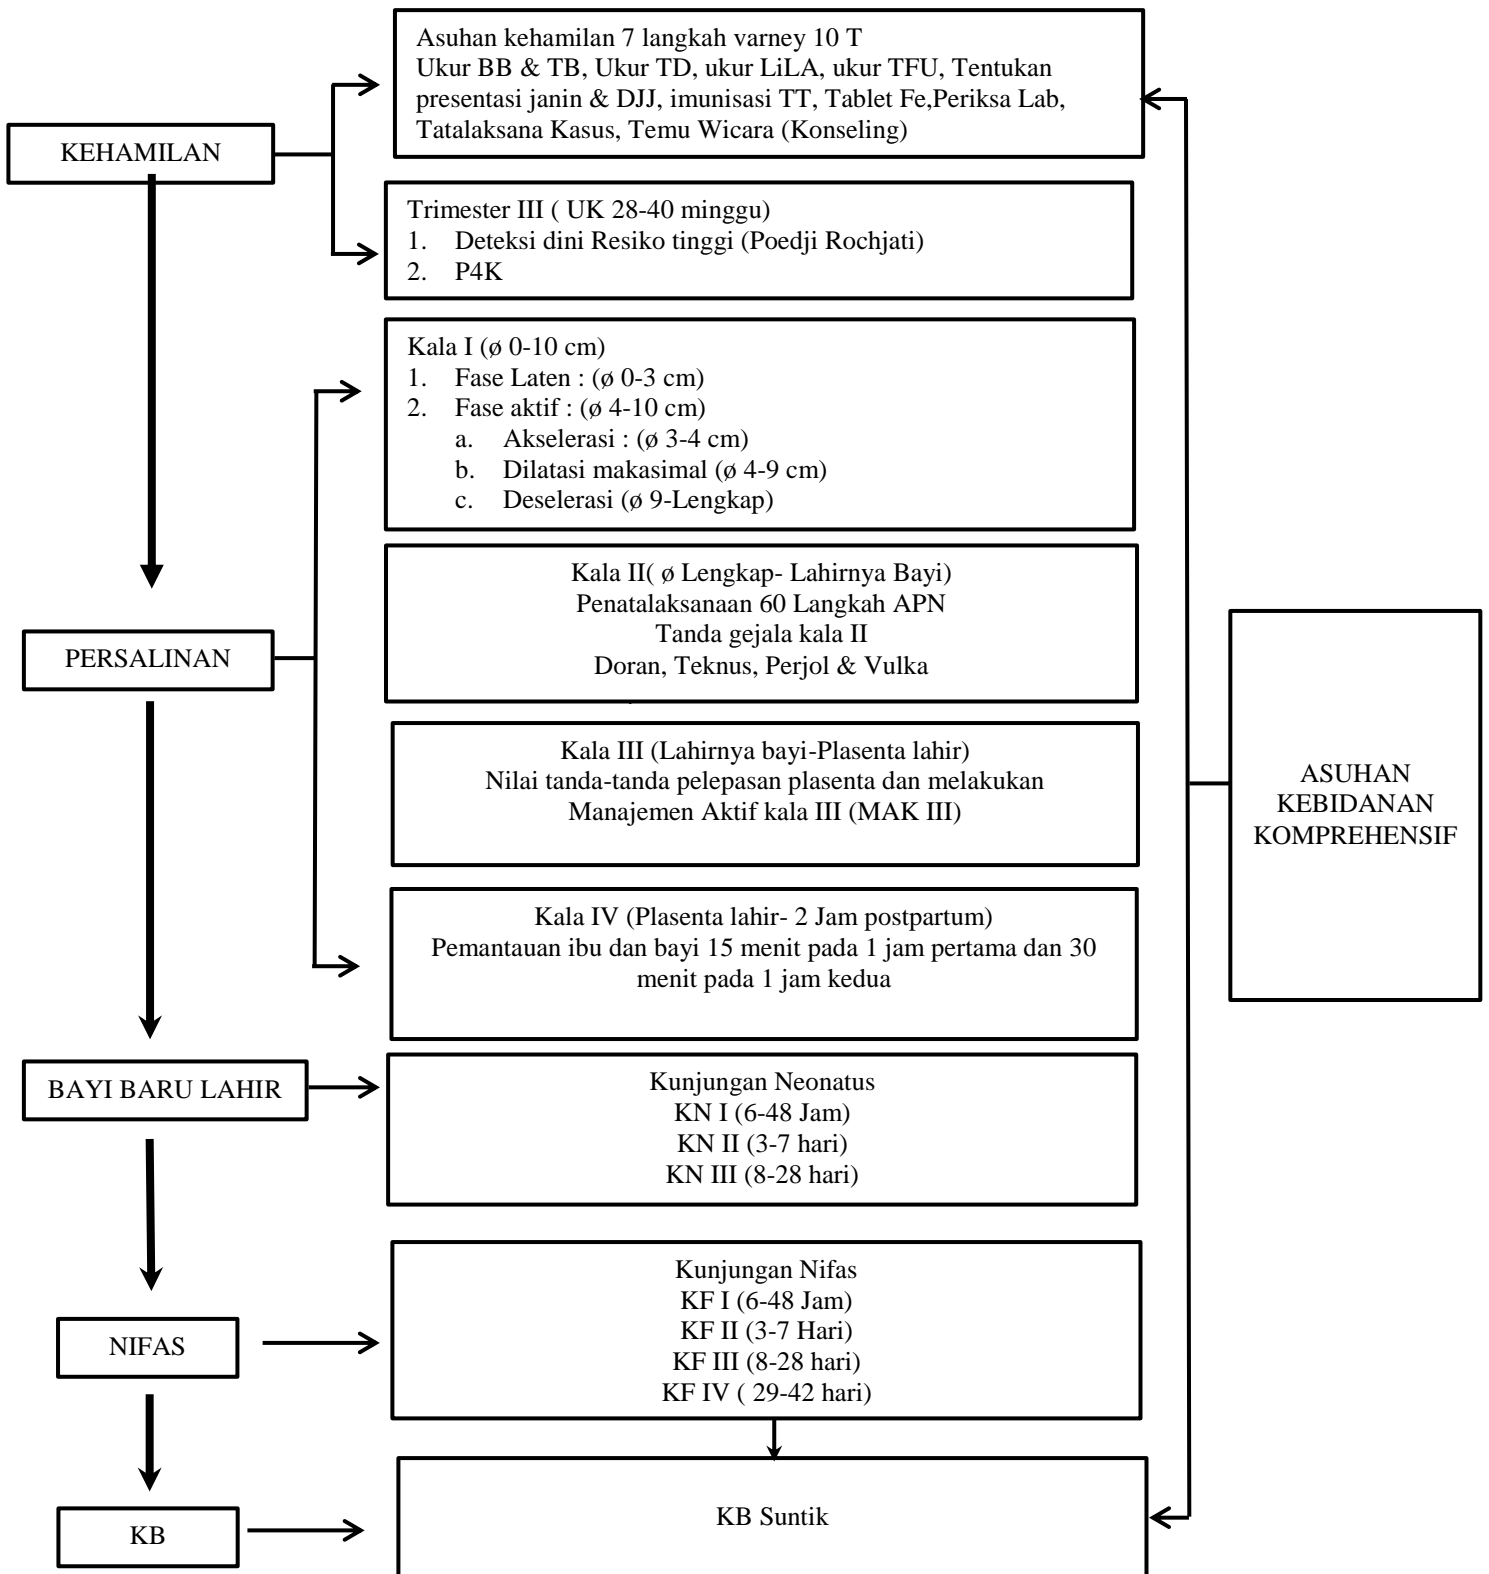 Asuhan kehamilan 7 langkah varney 10 T
Ukur BB & TB, Ukur TD, ukur LiLA, ukur TFU, Tentukan
presentasi janin & DJJ, imunisasi TT, Tablet Fe,Periksa Lab,
Tatalaksana Kasus, Temu Wicara (Konseling)
KEHAMILAN
Trimester III ( UK 28-40 minggu)
1. Deteksi dini Resiko tinggi (Poedji Rochjati)
2. P4K
Kala I (ø 0-10 cm)
1. Fase Laten : (ø 0-3 cm)
2. Fase aktif : (ø 4-10 cm)
a. Akselerasi : (ø 3-4 cm)
b. Dilatasi makasimal (ø 4-9 cm)
c. Deselerasi (ø 9-Lengkap)
Kala II( ø Lengkap- Lahirnya Bayi)
Penatalaksanaan 60 Langkah APN
Tanda gejala kala II
Doran, Teknus, Perjol & Vulka
PERSALINAN
Kala III (Lahirnya bayi-Plasenta lahir)
Nilai tanda-tanda pelepasan plasenta dan melakukan
Manajemen Aktif kala III (MAK III)
ASUHAN
KEBIDANAN
KOMPREHENSIF
Kala IV (Plasenta lahir- 2 Jam postpartum)
Pemantauan ibu dan bayi 15 menit pada 1 jam pertama dan 30
menit pada 1 jam kedua
BAYI BARU LAHIR
Kunjungan Neonatus
KN I (6-48 Jam)
KN II (3-7 hari)
KN III (8-28 hari)
NIFAS
Kunjungan Nifas
KF I (6-48 Jam)
KF II (3-7 Hari)
KF III (8-28 hari)
KF IV ( 29-42 hari)
KB
KB Suntik